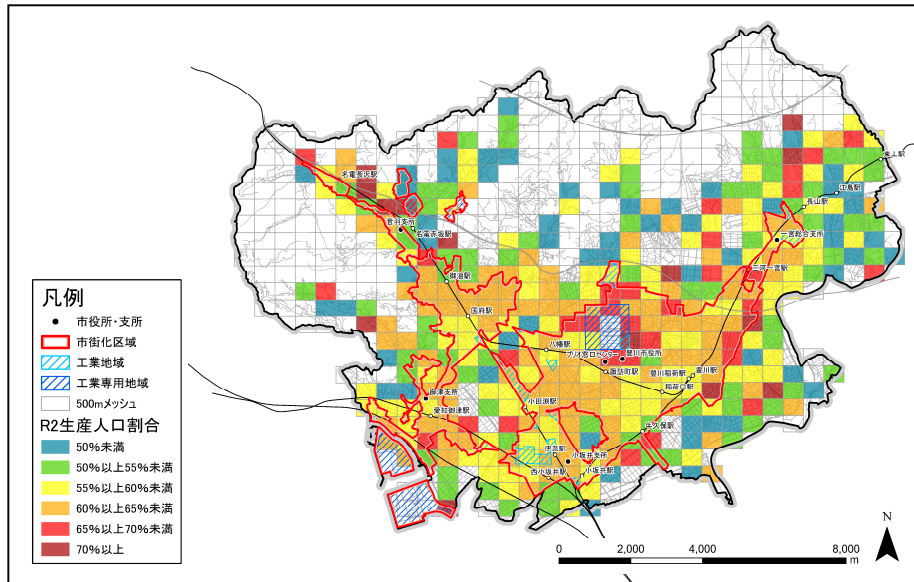 東上駅
江島駅
長山駅
一宮総合支所
三河一宮駅
名電長沢駅
音羽支所
名電赤坂駅
御油駅
国府駅
八幡駅
プリオ窓口センター
豊川市役所
諏訪町駅
豊川稲荷駅
豊川駅
稲荷口駅
御津支所
愛知御津駅
小田渕駅
牛久保駅
伊奈駅
小坂井支所
西小坂井駅
小坂井駅
凡例
市役所・支所
市街化区域
工業地域
工業専用地域
500mメッシュ
R2生産人口割合
50%未満
50%以上55%未満
55%以上60%未満
60%以上65%未満
65%以上70%未満
70%以上
N
0 2,000 4,000 8,000
m